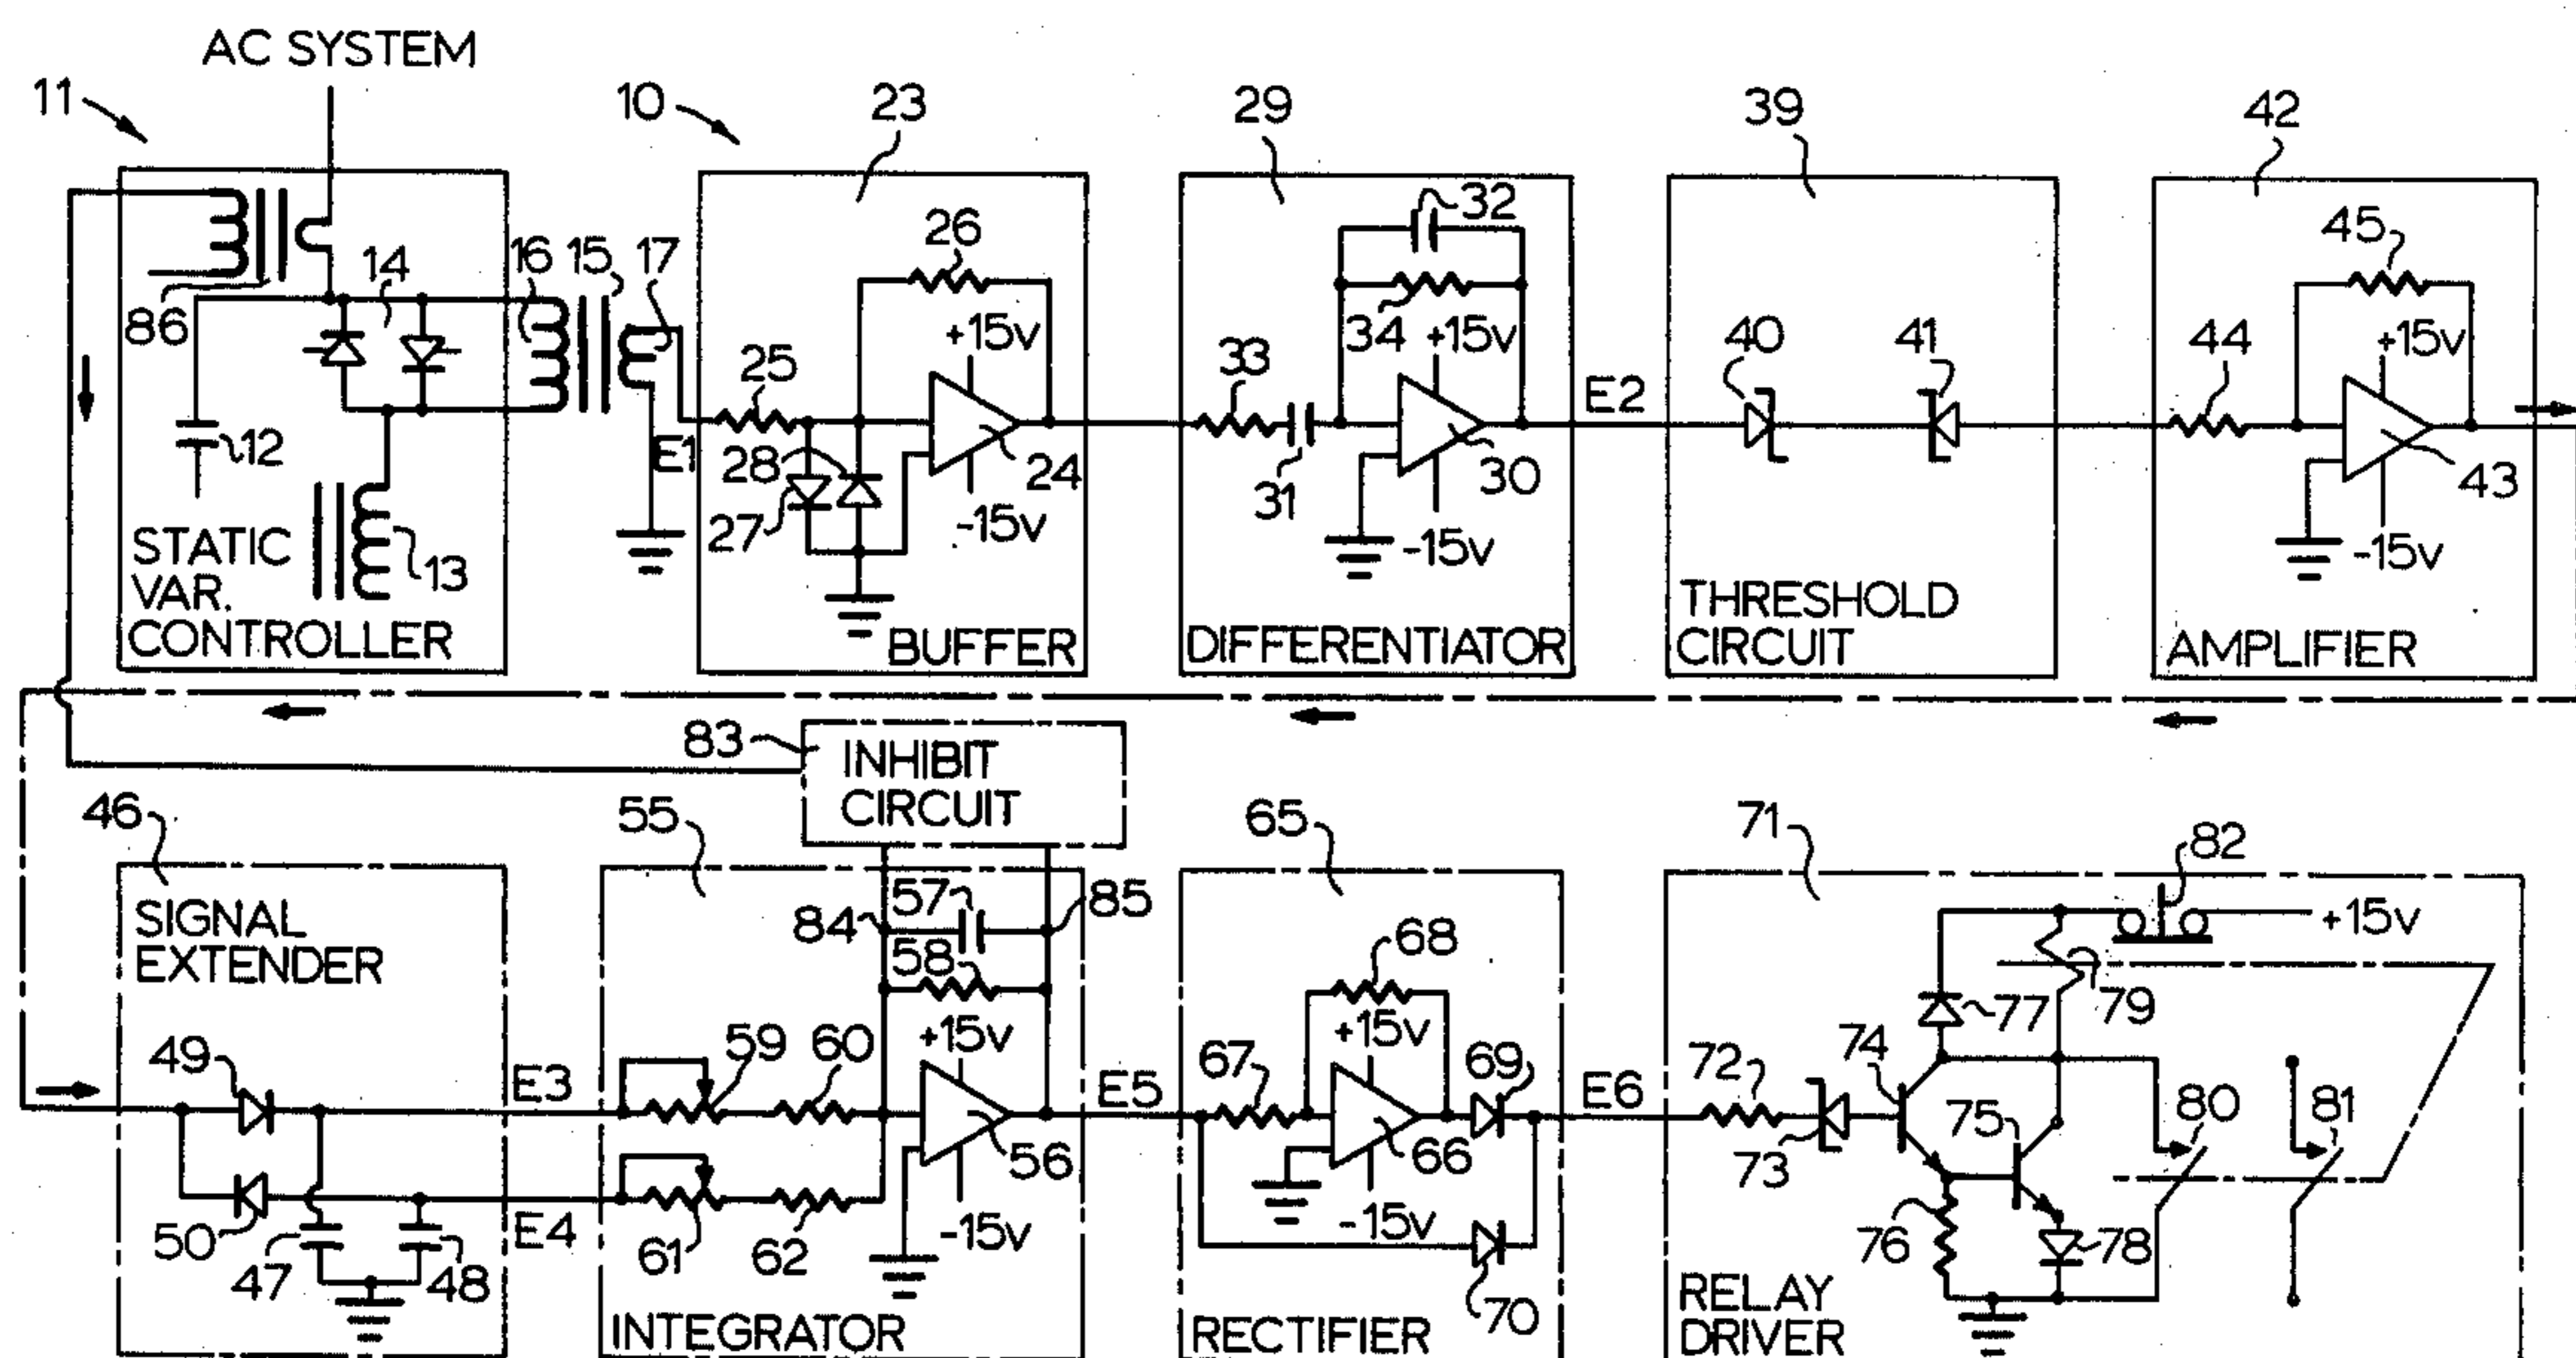 AC SYSTEM
11
10
23
29
39
42
32
26
45
14
16
15
17
+15v
34
+15v
40
41
44
+15v
86
25
33
E2
12
E1
28
24
31
30
43
27
-15v
-15v
-15v
STATIC
VAR.
CONTROLLER
13
BUFFER
DIFFERENTIATOR
THRESHOLD
CIRCUIT
AMPLIFIER
83
INHIBIT
CIRCUIT
46
55
65
71
82
SIGNAL
EXTENDER
84
57
85
58
68
+15v
79
49
E3
59
60
+15v
E5
67
+15v
69
E6
72
74
77
56
66
73
75
80
81
50
47
48
E4
61
62
-15v
-15v
70
76
78
INTEGRATOR
RECTIFIER
RELAY
DRIVER